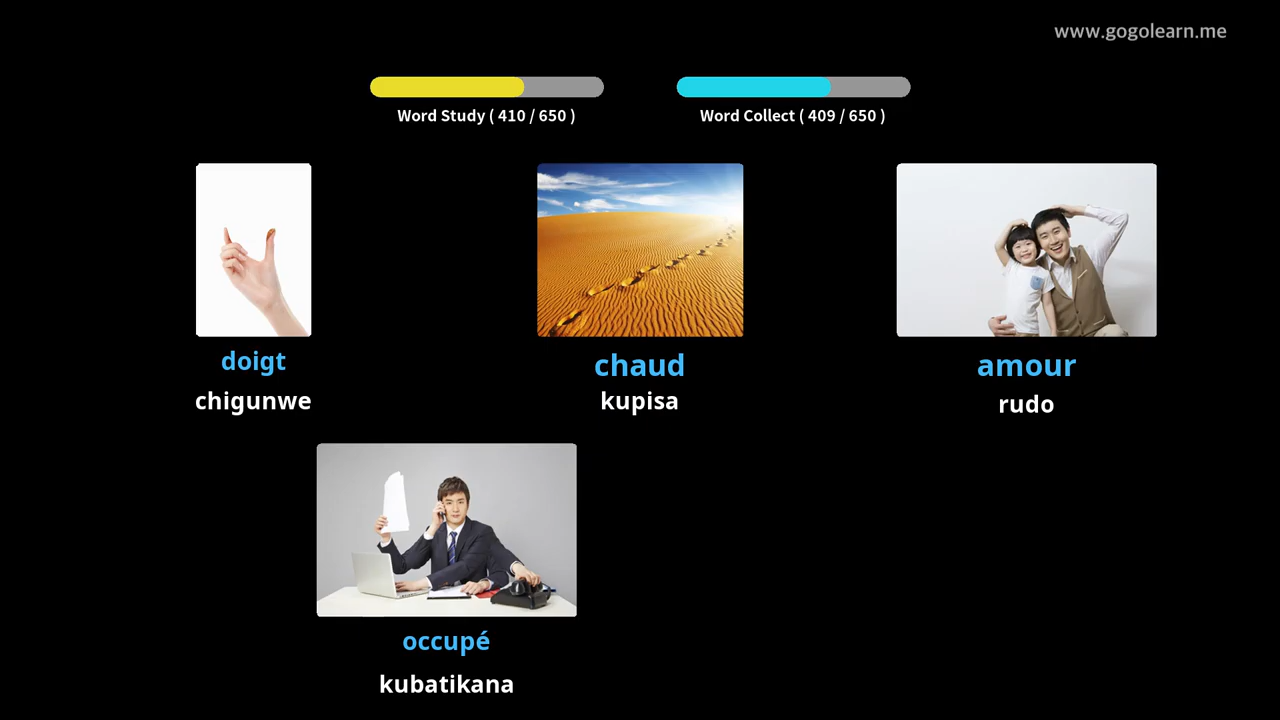 www.gogolearn.me
Word Study ( 410 / 650 )
Word Collect ( 409 / 650 )
doigt
chigunwe
chaud
kupisa
amour
rudo
occupé
kubatikana